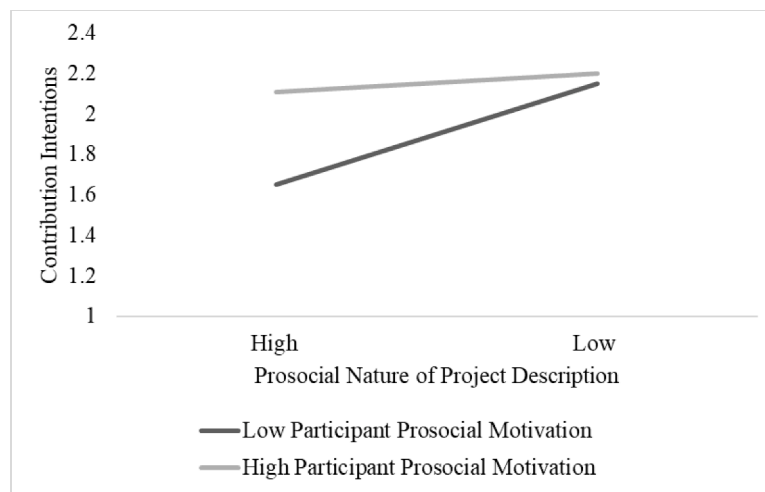 2.4
2.2
2
1.8
1.6
1.4
1.2
1
Contribution Intentions
High
Low
Prosocial Nature of Project Description
Low Participant Prosocial Motivation
High Participant Prosocial Motivation